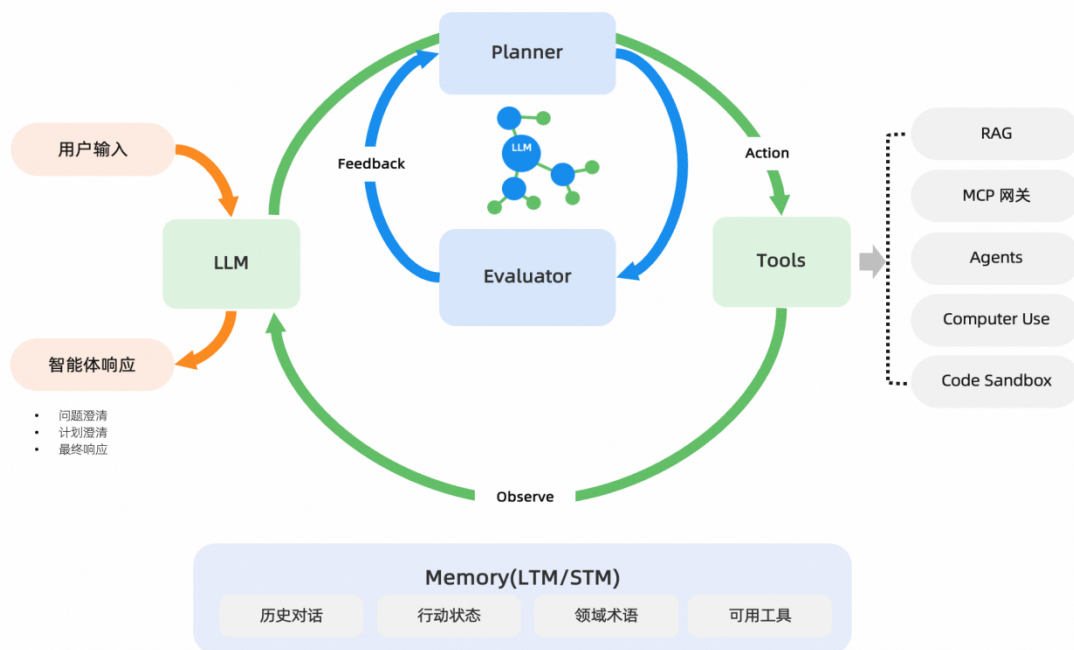 Planner
LLM
Feedback
Action
用户输入
LLM
Evaluator
Tools
RAG
MCP 网关
Agents
Computer Use
Code Sandbox
智能体响应
• 问题澄清
• 计划澄清
• 最终响应
Observe
Memory(LTM/STM)
历史对话
行动状态
领域术语
可用工具